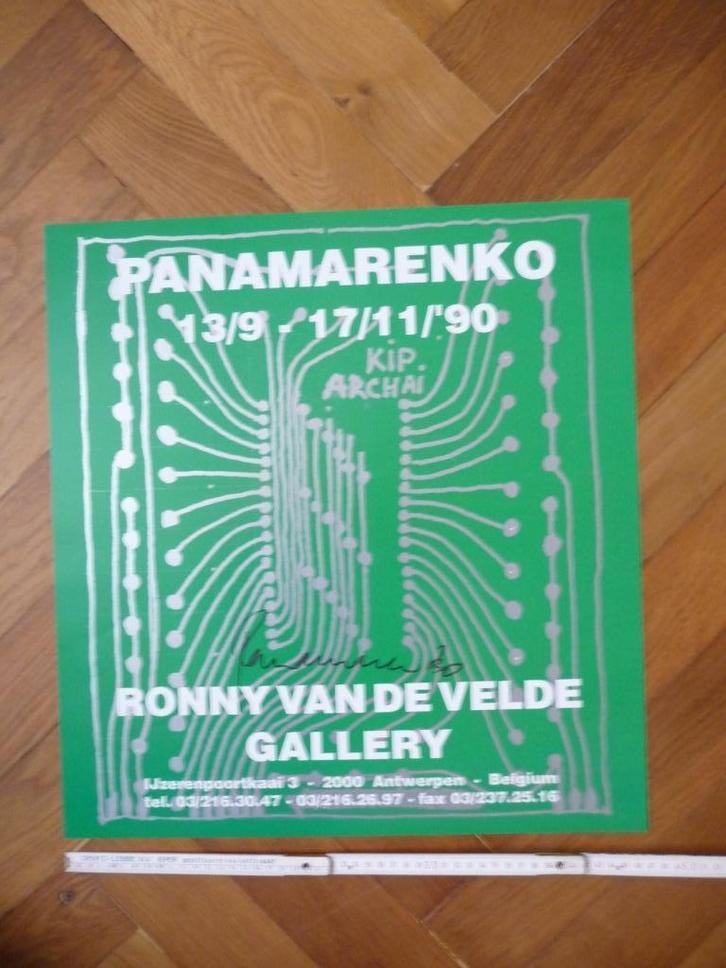 PANAMARENKO
13/9 - 17/11/'90
KIP
ARCHAI
Panamarenko
RONNY VAN DE VELDE
GALLERY
IJzerenpoortkaai 3 - 2000 Antwerpen - Belgium
tel. 03/216.30.47 - 03/216.26.97 - fax 03/237.25.16